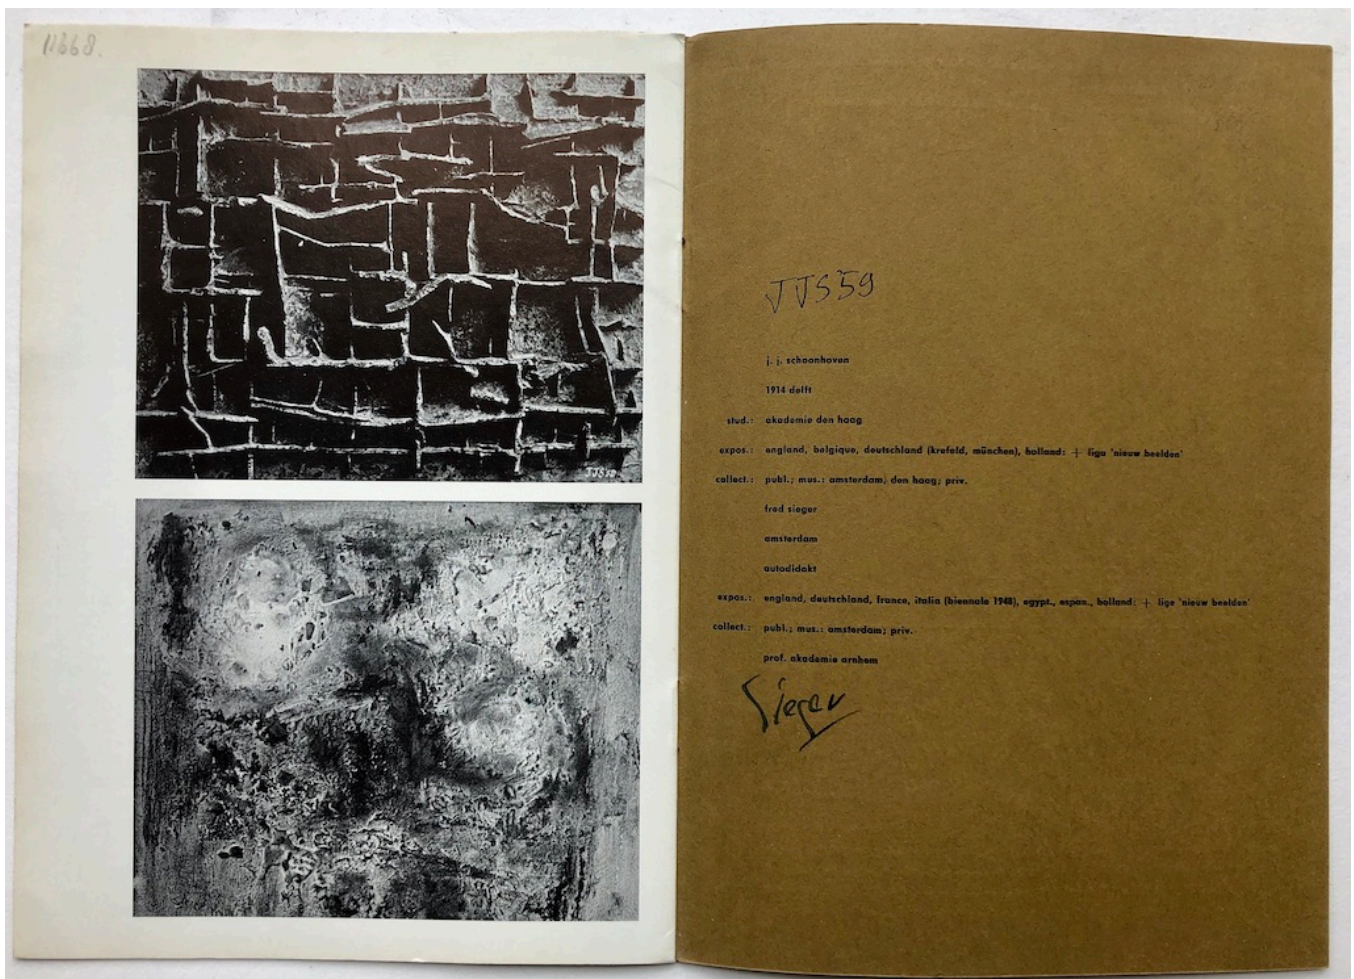 11668.
JJS59
j. j. schoonhoven
1914 delft
stud.: akademie den haag
expos.: england, belgique, deutschland (krefeld, münchen), holland: + liga 'nieuw beelden'
collect.: publ.; mus.: amsterdam, den haag; priv.
fred sieger
amsterdam
autodidakt
expos.: england, deutschland, france, italia (biennale 1948), egypt., espan., holland: + liga 'nieuw beelden'
collect.: publ.; mus.: amsterdam; priv.
prof. akademie arnhem
Sieger